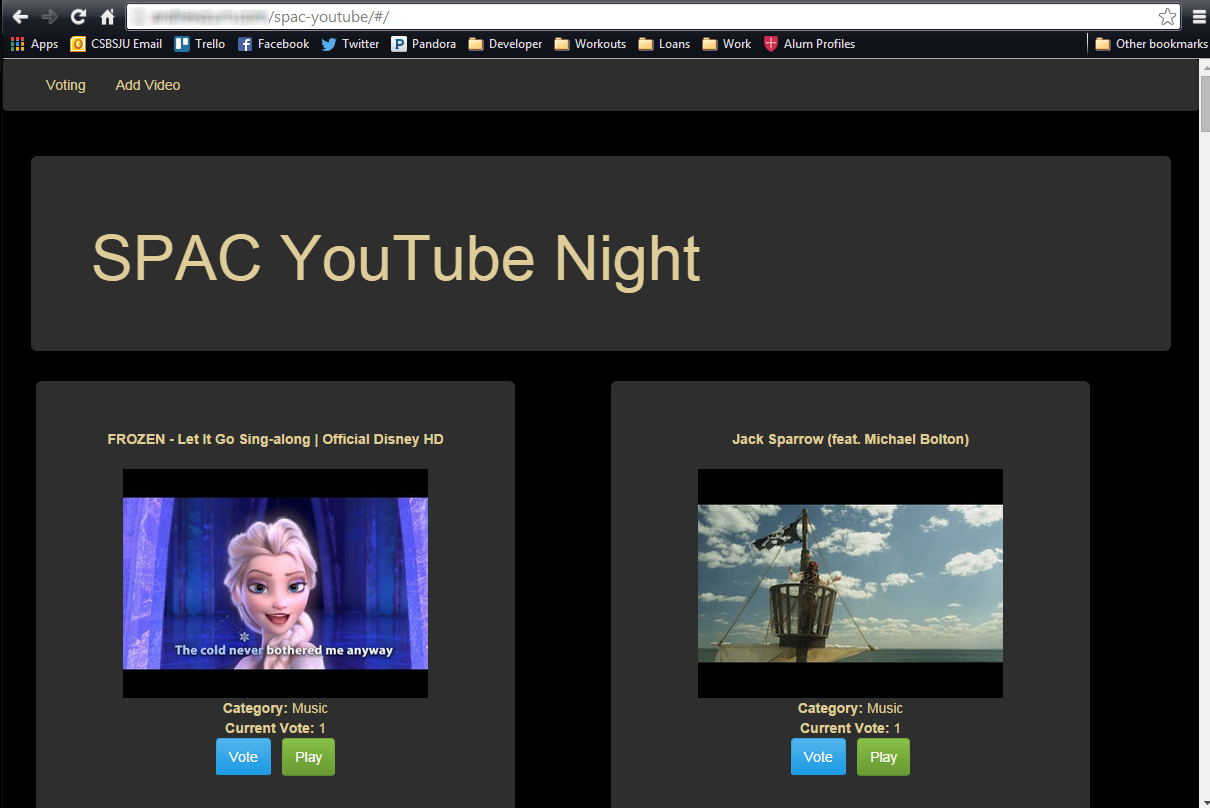 /spac-youtube/#/
Apps CSBSJU Email Trello Facebook Twitter Pandora Developer Workouts Loans Work Alum Profiles Other bookmarks
Voting Add Video
SPAC YouTube Night
FROZEN - Let It Go Sing-along | Official Disney HD
The cold never bothered me anyway
Category: Music
Current Vote: 1
Vote Play
Jack Sparrow (feat. Michael Bolton)
Category: Music
Current Vote: 1
Vote Play